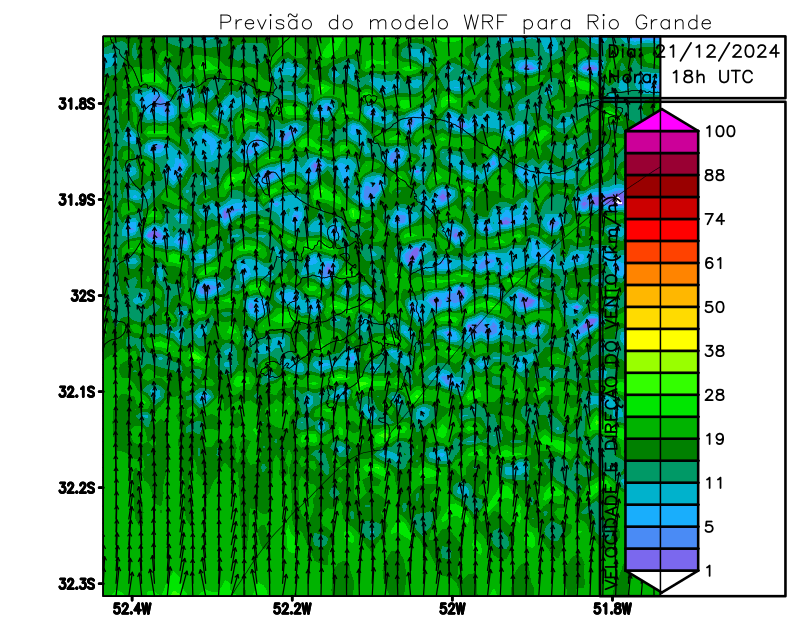 Previsão do modelo WRF para Rio Grande
Dia: 21/12/2024
Hora: 18h UTC
31.8S
31.9S
32S
32.1S
32.2S
32.3S
52.4W
52.2W
52W
51.8W
VELOCIDADE E DIREÇÃO DO VENTO (km/h)
100
88
74
61
50
38
28
19
11
5
1